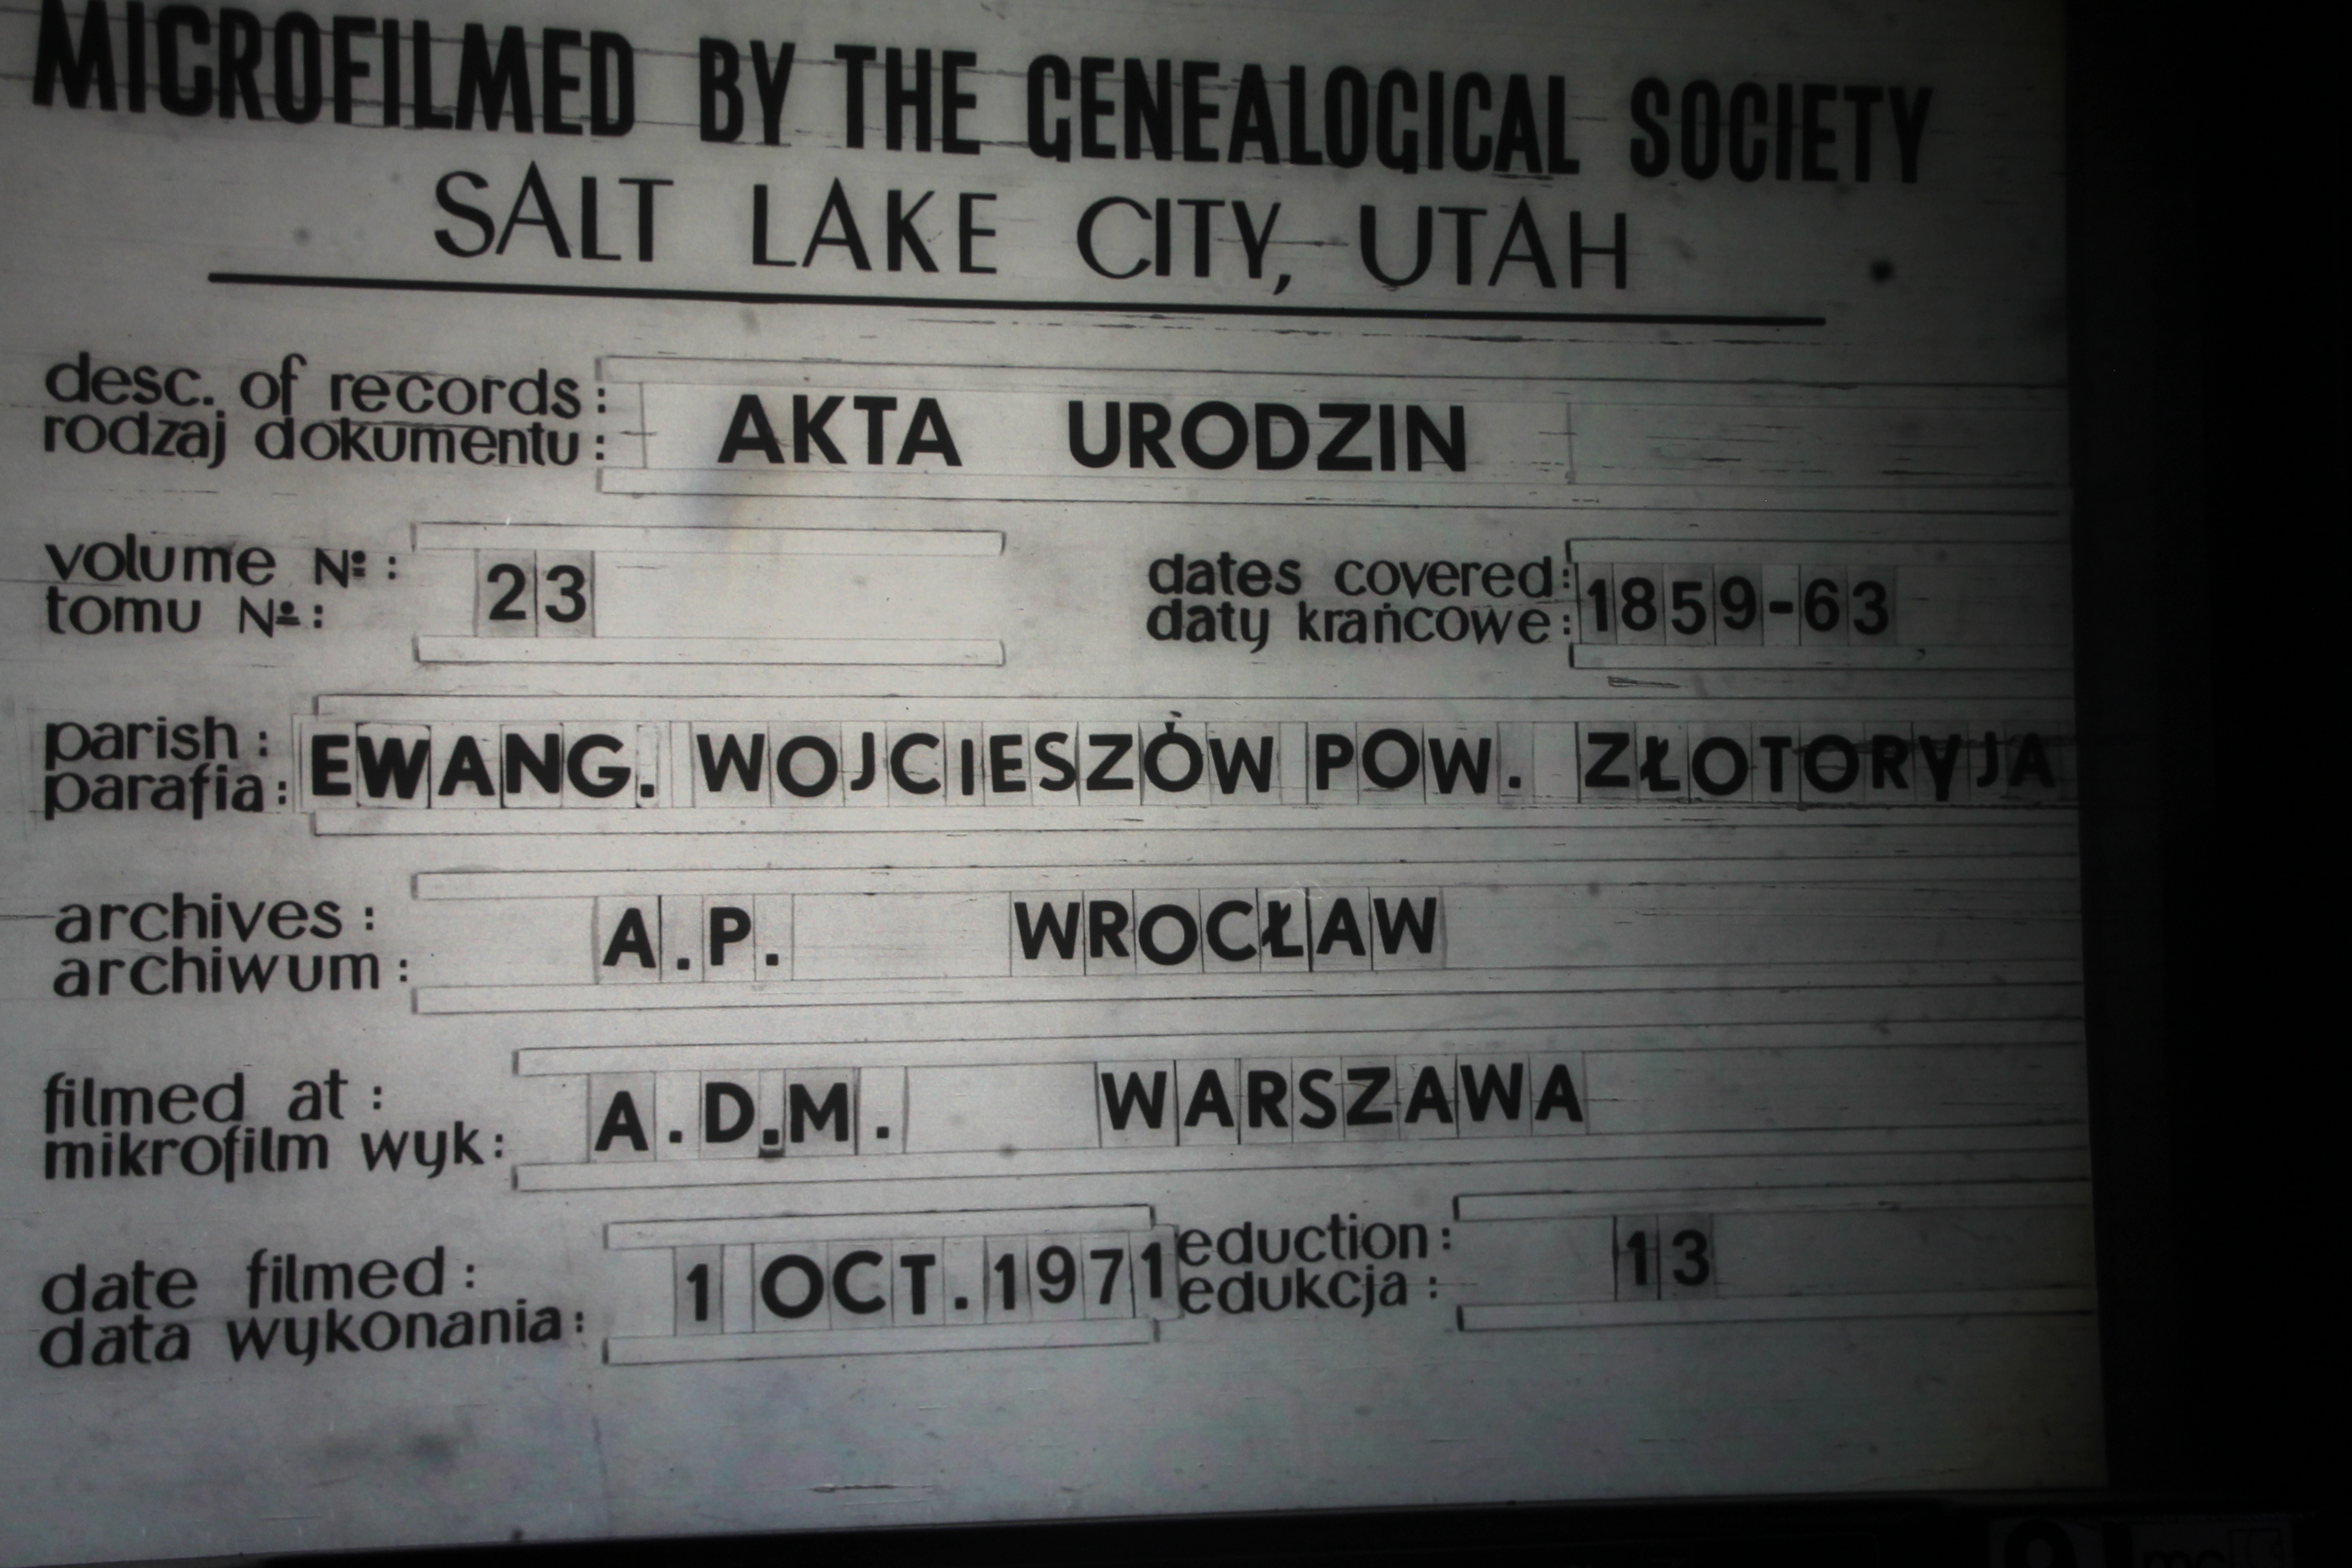 MICROFILMED BY THE GENEALOGICAL SOCIETY
SALT LAKE CITY, UTAH
desc. of records:
rodzaj dokumentu:
AKTA URODZIN
volume №:
tomu №:
23
dates covered:
daty krańcowe:
1859-63
parish:
parafia:
EWANG. WOJCIESZÓW POW. ZŁOTORYJA
archives:
archiwum:
A.P. WROCŁAW
filmed at:
mikrofilm wyk:
A.D.M. WARSZAWA
date filmed:
data wykonania:
1 OCT. 1971
eduction:
edukcja:
13